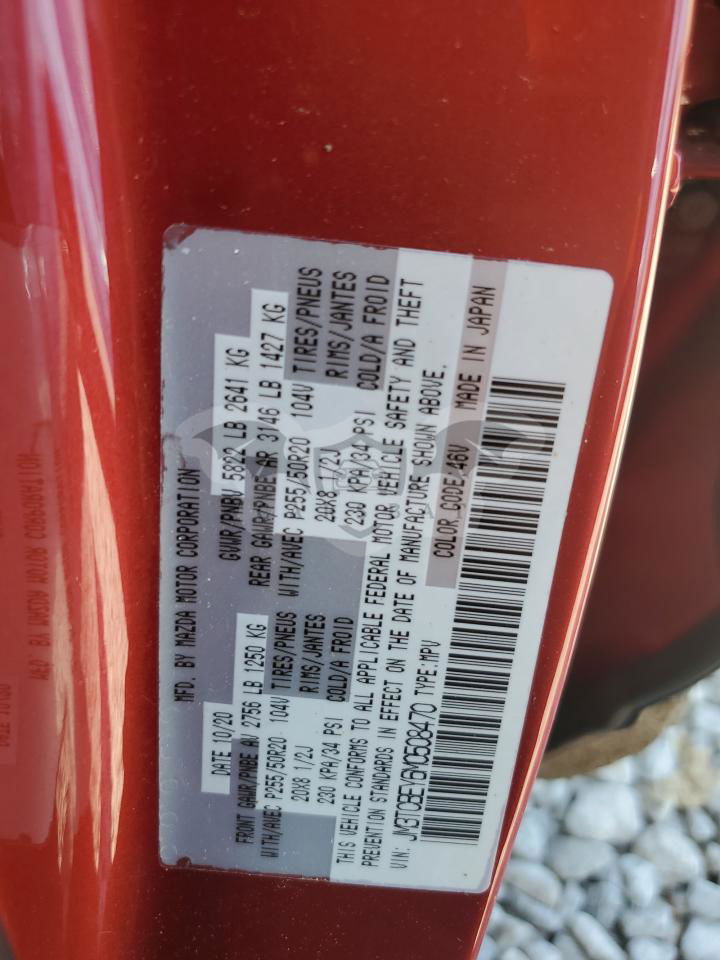 MFD. BY MAZDA MOTOR CORPORATION
DATE 10/20 GVWR/PNBV 5822 LB 2641 KG
FRONT GAWR/PNBE AV 2756 LB 1250 KG REAR GAWR/PNBE AR 3146 LB 1427 KG
WITH/AVEC P255/50R20 104V TIRES/PNEUS WITH/AVEC P255/50R20 104V TIRES/PNEUS
20X8 1/2J RIMS/JANTES 20X8 1/2J RIMS/JANTES
230 KPA/34 PSI COLD/A FROID 230 KPA/34 PSI COLD/A FROID
THIS VEHICLE CONFORMS TO ALL APPLICABLE FEDERAL MOTOR VEHICLE SAFETY AND THEFT
PREVENTION STANDARDS IN EFFECT ON THE DATE OF MANUFACTURE SHOWN ABOVE.
VIN: JM3TCBEY6M0508470 TYPE:MPV COLOR CODE:46V MADE IN JAPAN